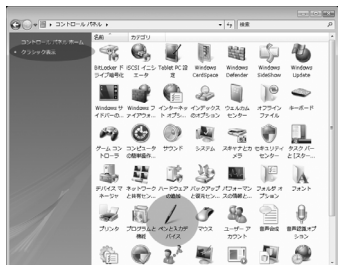 コントロール パネル
検索
コントロール パネル ホーム
クラシック表示
名前
カテゴリ
BitLocker ド
ライブ暗号化
iSCSI イニシ
エータ
Tablet PC 設
定
Windows
CardSpace
Windows
Defender
Windows
SideShow
Windows
Update
Windows サ
イドバーの...
Windows フ
ァイアウォ...
インターネッ
ト オプシ...
インデックス
のオプション
ウェルカム
センター
オフライン
ファイル
キーボード
ゲーム コン
トローラ
コンピュータ
の簡単操作...
サウンド
システム
スキャナとカ
メラ
セキュリティ
センター
タスク バー
と [スター...
デバイス マ
ネージャ
ネットワーク
と共有セン...
ハードウェア
の追加
バックアップ
と復元セン...
パフォーマン
スの情報と...
フォルダ オ
プション
フォント
プリンタ
プログラムと
機能
ペンと入力デ
バイス
マウス
ユーザー ア
カウント
音声合成
音声認識オプ
ション